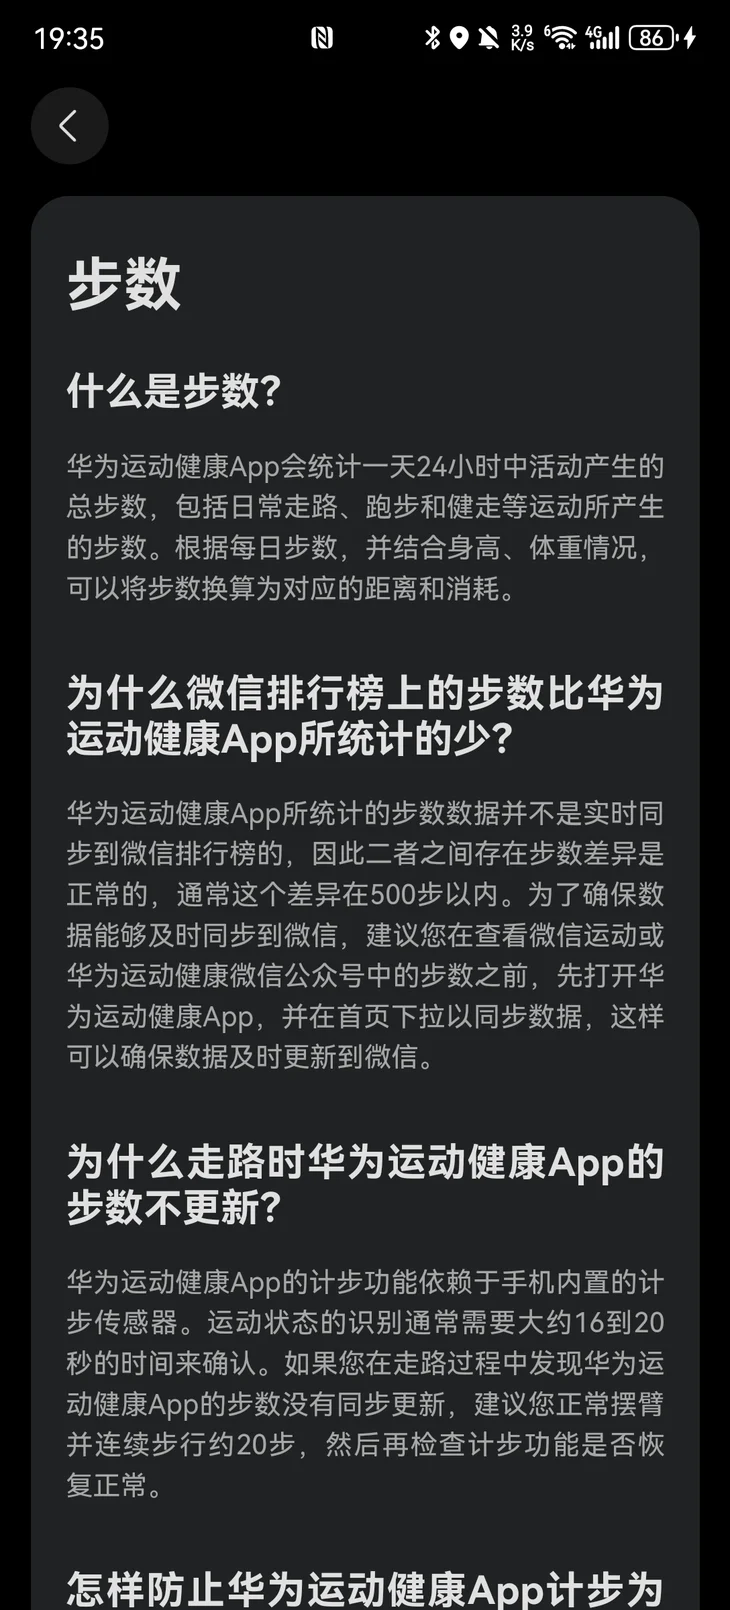 19:35
3.9
K/s
6
4G
86
步数
什么是步数?
华为运动健康App会统计一天24小时中活动产生的
总步数，包括日常走路、跑步和健走等运动所产生
的步数。根据每日步数，并结合身高、体重情况，
可以将步数换算为对应的距离和消耗。
为什么微信排行榜上的步数比华为
运动健康App所统计的少?
华为运动健康App所统计的步数数据并不是实时同
步到微信排行榜的，因此二者之间存在步数差异是
正常的，通常这个差异在500步以内。为了确保数
据能够及时同步到微信，建议您在查看微信运动或
华为运动健康微信公众号中的步数之前，先打开华
为运动健康App，并在首页下拉以同步数据，这样
可以确保数据及时更新到微信。
为什么走路时华为运动健康App的
步数不更新?
华为运动健康App的计步功能依赖于手机内置的计
步传感器。运动状态的识别通常需要大约16到20
秒的时间来确认。如果您在走路过程中发现华为运
动健康App的步数没有同步更新，建议您正常摆臂
并连续步行约20步，然后再检查计步功能是否恢
复正常。
怎样防止华为运动健康App计步为